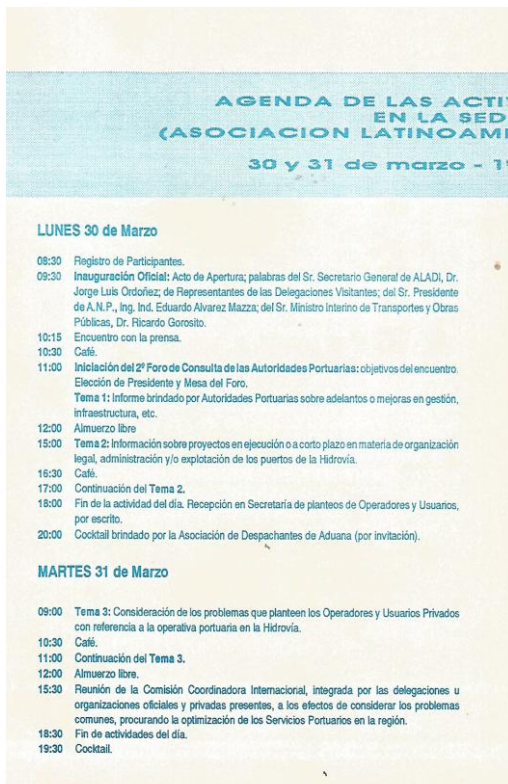 AGENDA DE LAS ACTI
EN LA SED
(ASOCIACION LATINOAM
30 y 31 de marzo - 1
LUNES 30 de Marzo
08:30 Registro de Participantes.
09:30 Inauguración Oficial: Acto de Apertura; palabras del Sr. Secretario General de ALADI, Dr.
Jorge Luis Ordoñez; de Representantes de las Delegaciones Visitantes; del Sr. Presidente
de A.N.P., Ing. Ind. Eduardo Alvarez Mazza; del Sr. Ministro Interino de Transportes y Obras
Públicas, Dr. Ricardo Gorosito.
10:15 Encuentro con la prensa.
10:30 Café.
11:00 Iniciación del 2º Foro de Consulta de las Autoridades Portuarias: objetivos del encuentro.
Elección de Presidente y Mesa del Foro.
Tema 1: Informe brindado por Autoridades Portuarias sobre adelantos o mejoras en gestión,
infraestructura, etc.
12:00 Almuerzo libre
15:00 Tema 2: Información sobre proyectos en ejecución o a corto plazo en materia de organización
legal, administración y/o explotación de los puertos de la Hidrovía.
16:30 Café.
17:00 Continuación del Tema 2.
18:00 Fin de la actividad del día. Recepción en Secretaría de planteos de Operadores y Usuarios,
por escrito.
20:00 Cocktail brindado por la Asociación de Despachantes de Aduana (por invitación).
MARTES 31 de Marzo
09:00 Tema 3: Consideración de los problemas que planteen los Operadores y Usuarios Privados
con referencia a la operativa portuaria en la Hidrovía.
10:30 Café.
11:00 Continuación del Tema 3.
12:00 Almuerzo libre.
15:30 Reunión de la Comisión Coordinadora Internacional, integrada por las delegaciones u
organizaciones oficiales y privadas presentes, a los efectos de considerar los problemas
comunes, procurando la optimización de los Servicios Portuarios en la región.
18:30 Fin de actividades del día.
19:30 Cocktail.